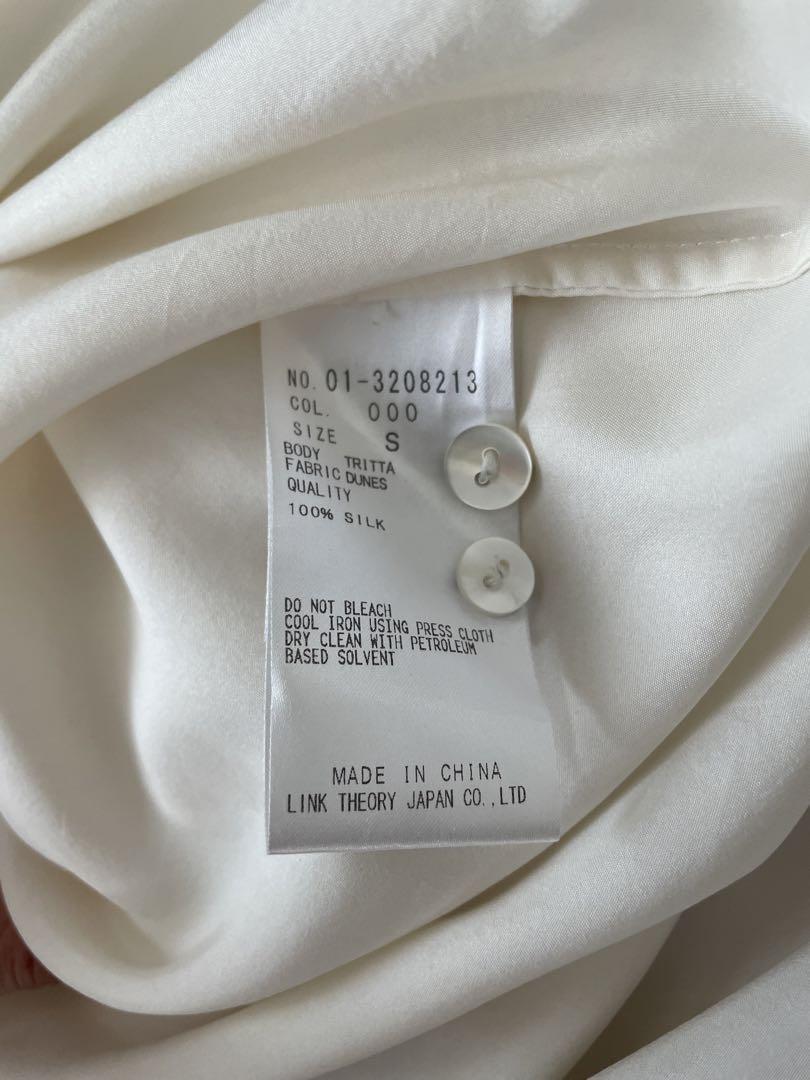 NO. 01-3208213
COL. 000
SIZE S
BODY TRITTA
FABRIC DUNES
QUALITY
100% SILK
DO NOT BLEACH
COOL IRON USING PRESS CLOTH
DRY CLEAN WITH PETROLEUM
BASED SOLVENT
MADE IN CHINA
LINK THEORY JAPAN CO.,LTD